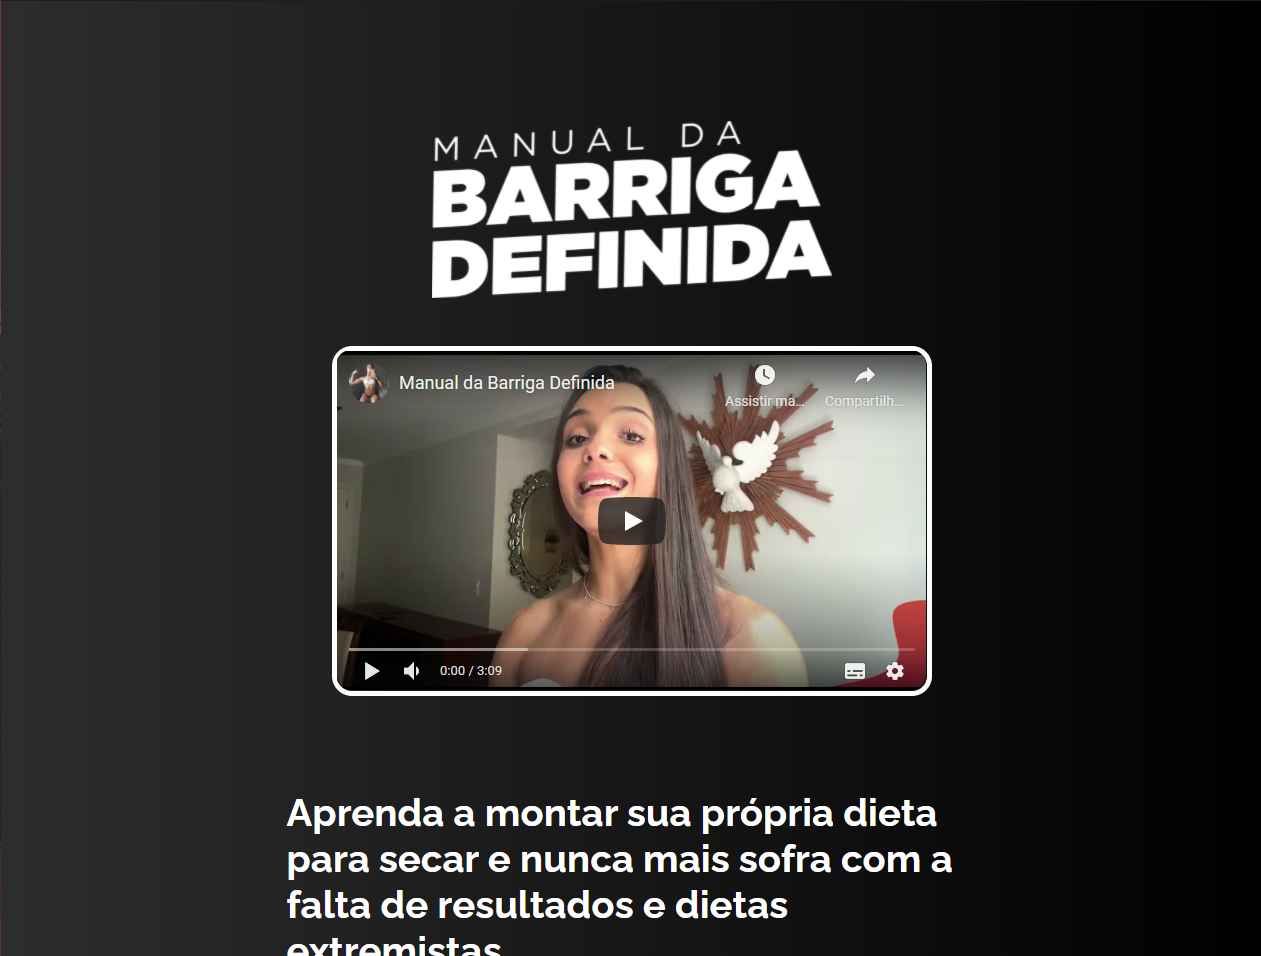 MANUAL DA
BARRIGA
DEFINIDA
Manual da Barriga Definida
Assistir má...
Compartilh...
0:00 / 3:09
Aprenda a montar sua própria dieta
para secar e nunca mais sofra com a
falta de resultados e dietas
extremistas